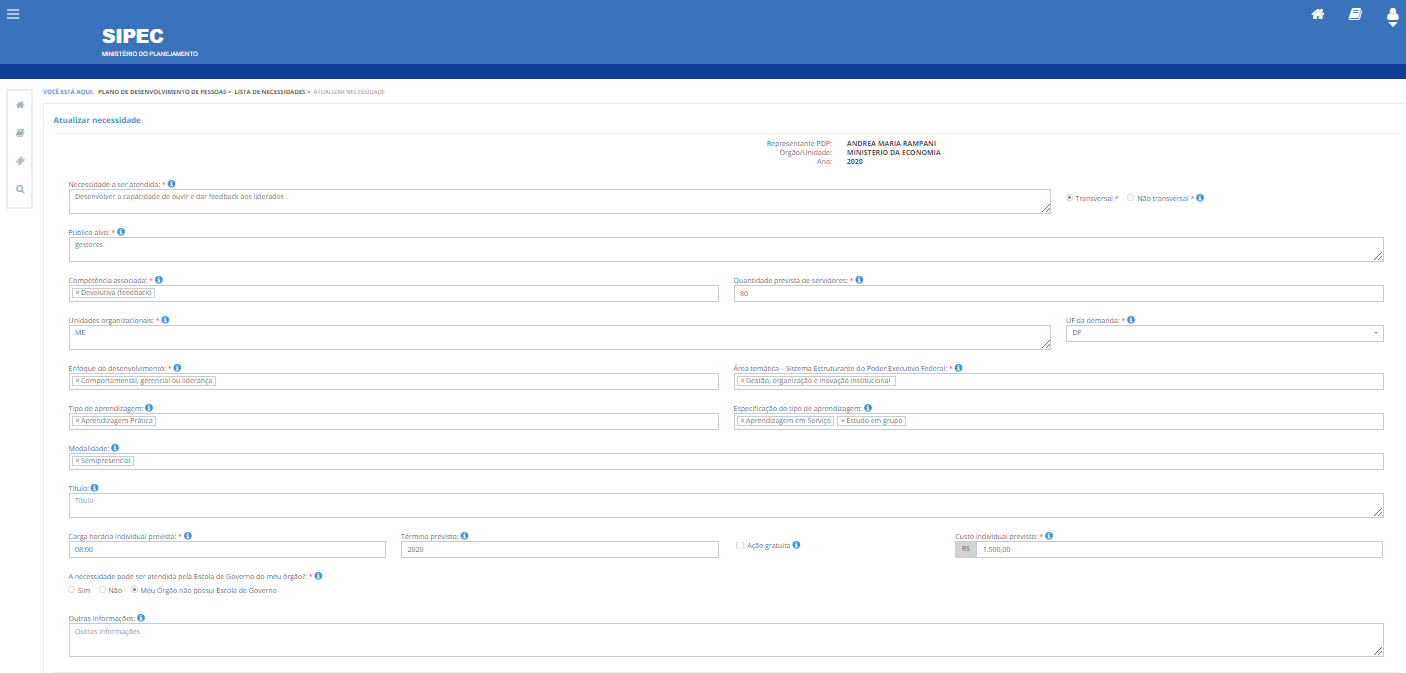 SIPEC
MINISTÉRIO DO PLANEJAMENTO
VOCÊ ESTÁ AQUI: PLANO DE DESENVOLVIMENTO DE PESSOAS > LISTA DE NECESSIDADES > ATUALIZAR NECESSIDADE
Atualizar necessidade
Representante PDP: ANDREA MARIA RAMPANI
Órgão/Unidade: MINISTERIO DA ECONOMIA
Ano: 2020
Necessidade a ser atendida: *
Desenvolver a capacidade de ouvir e dar feedback aos liderados
Transversal * Não transversal *
Público alvo: *
gestores
Competência associada: * Quantidade prevista de servidores: *
× Devolutiva (feedback) 80
Unidades organizacionais: * UF da demanda: *
ME DF
Enfoque do desenvolvimento: * Área temática – Sistema Estruturante do Poder Executivo Federal: *
× Comportamental, gerencial ou liderança × Gestão, organização e inovação institucional
Tipo de aprendizagem: Especificação do tipo de aprendizagem:
× Aprendizagem Prática × Aprendizagem em Serviço × Estudo em grupo
Modalidade:
× Semipresencial
Título:
Título
Carga horária individual prevista: * Término previsto: Custo individual previsto: *
08:00 2020 Ação gratuita R$ 1.500,00
A necessidade pode ser atendida pela Escola de Governo do meu órgão?: *
Sim Não Meu Órgão não possui Escola de Governo
Outras informações:
Outras informações